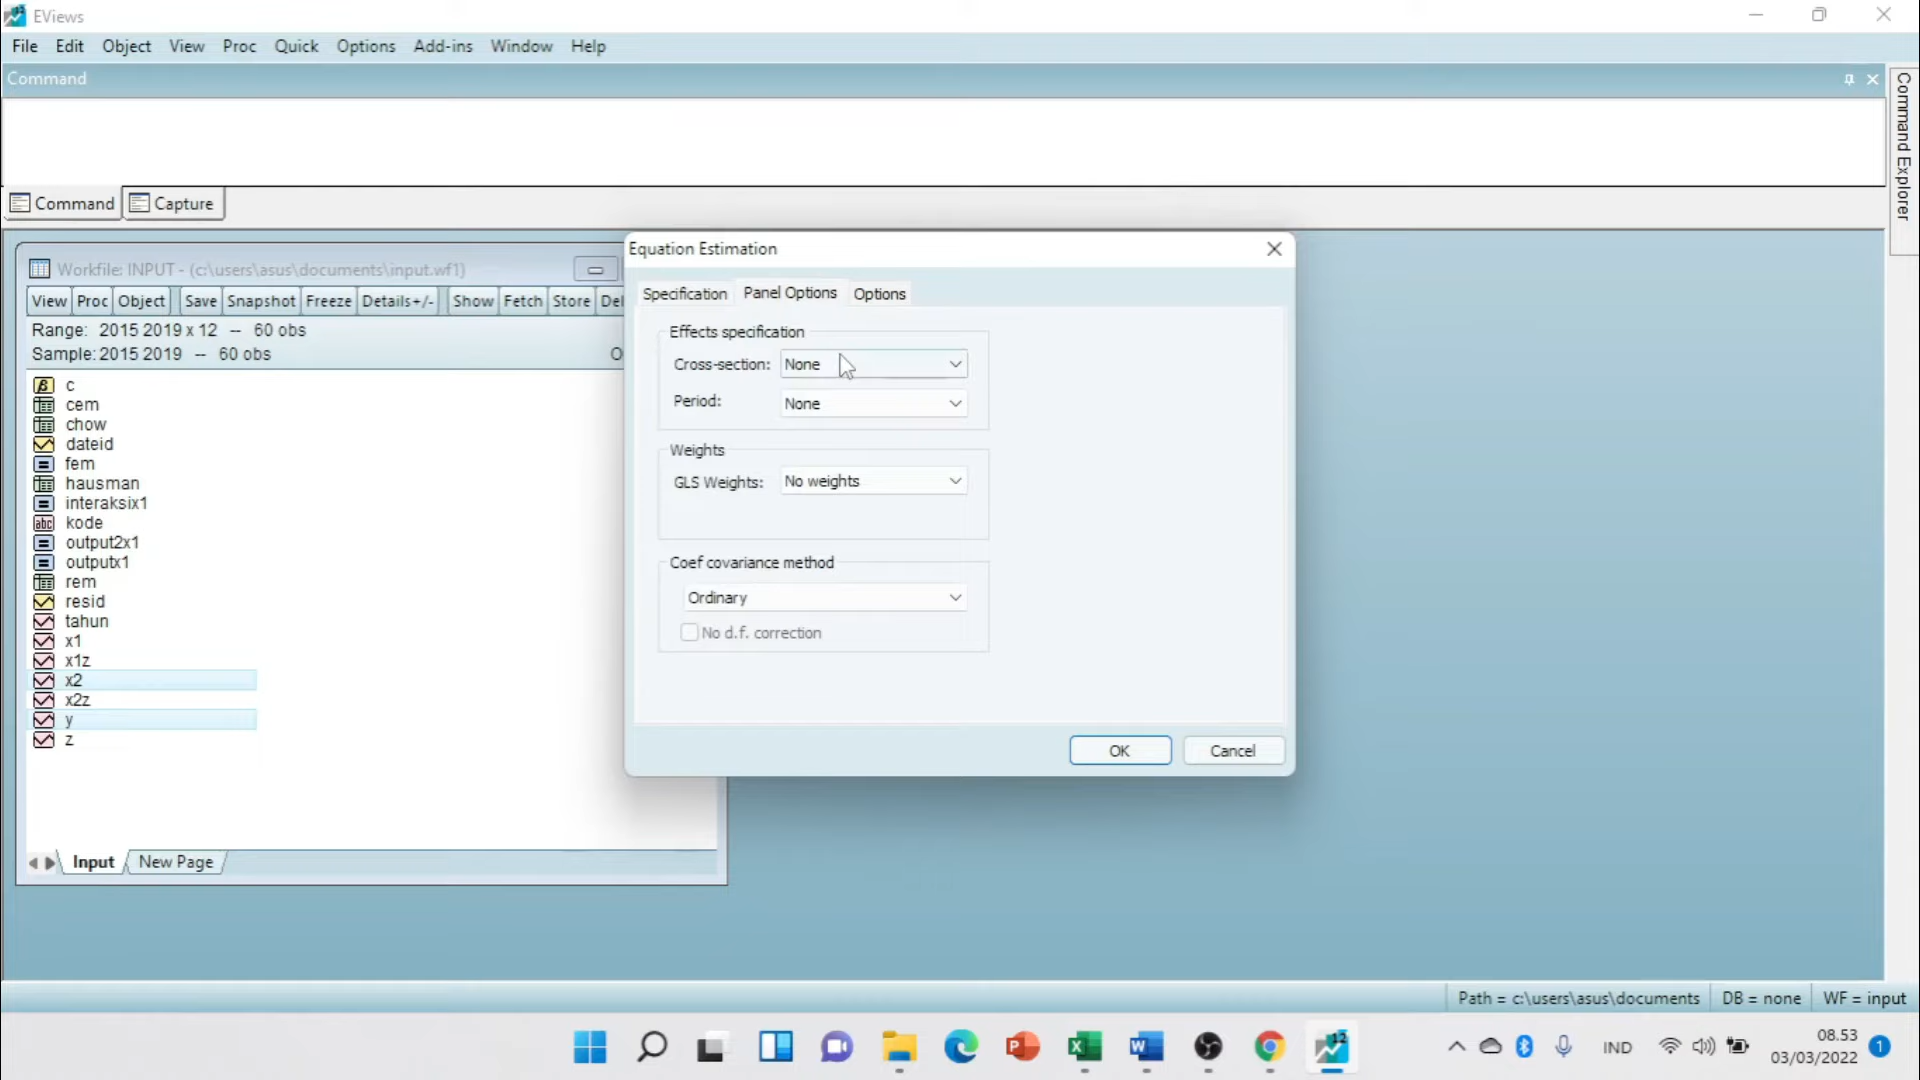 EViews
File Edit Object View Proc Quick Options Add-ins Window Help
Command
Command Explorer
Command Capture
Workfile: INPUT - (c:\users\asus\documents\input.wf1)
View Proc Object Save Snapshot Freeze Details+/- Show Fetch Store Del
Range: 2015 2019 x 12 -- 60 obs
Sample: 2015 2019 -- 60 obs O
c
cem
chow
dateid
fem
hausman
interaksix1
kode
output2x1
outputx1
rem
resid
tahun
x1
x1z
x2
x2z
y
z
Input New Page
Equation Estimation
Specification Panel Options Options
Effects specification
Cross-section: None
Period: None
Weights
GLS Weights: No weights
Coef covariance method
Ordinary
No d.f. correction
OK Cancel
Path = c:\users\asus\documents DB = none WF = input
IND
08.53
03/03/2022
1